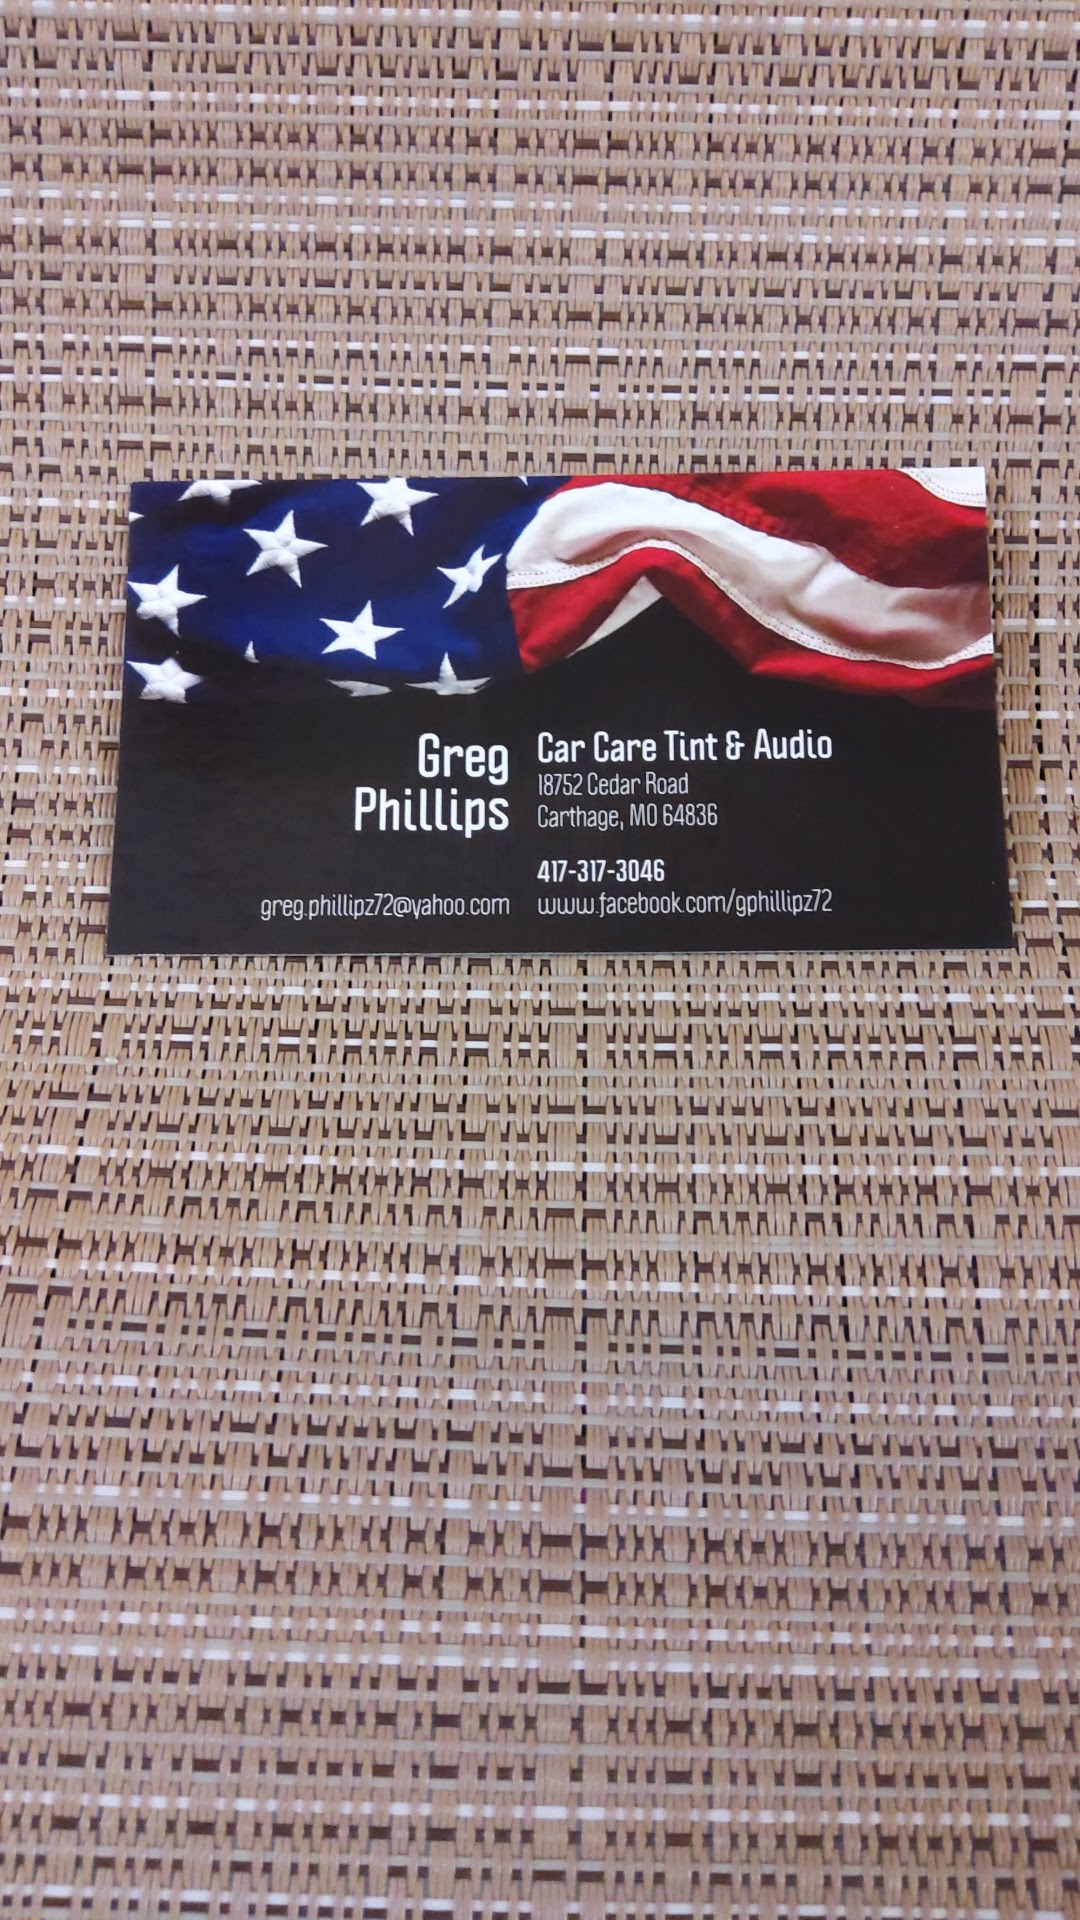 Greg
Phillips
greg.phillipz72@yahoo.com
Car Care Tint & Audio
18752 Cedar Road
Carthage, MO 64836
417-317-3046
www.facebook.com/gphillipz72